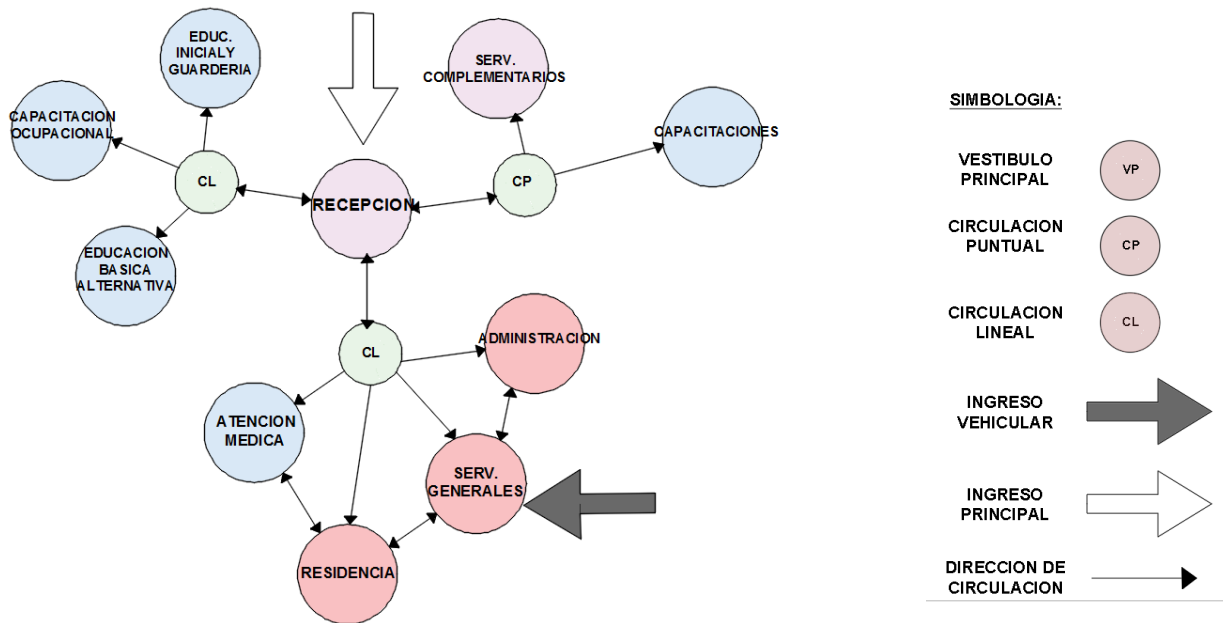 EDUC.
INICIALY
GUARDERIA
SERV.
COMPLEMENTARIOS
CAPACITACION
OCUPACIONAL
CAPACITACIONES
CL
CP
RECEPCION
EDUCACION
BASICA
ALTERNATIVA
CL
ADMINISTRACION
ATENCION
MEDICA
SERV.
GENERALES
RESIDENCIA
SIMBOLOGIA:
VESTIBULO
PRINCIPAL
VP
CIRCULACION
PUNTUAL
CP
CIRCULACION
LINEAL
CL
INGRESO
VEHICULAR
INGRESO
PRINCIPAL
DIRECCION DE
CIRCULACION